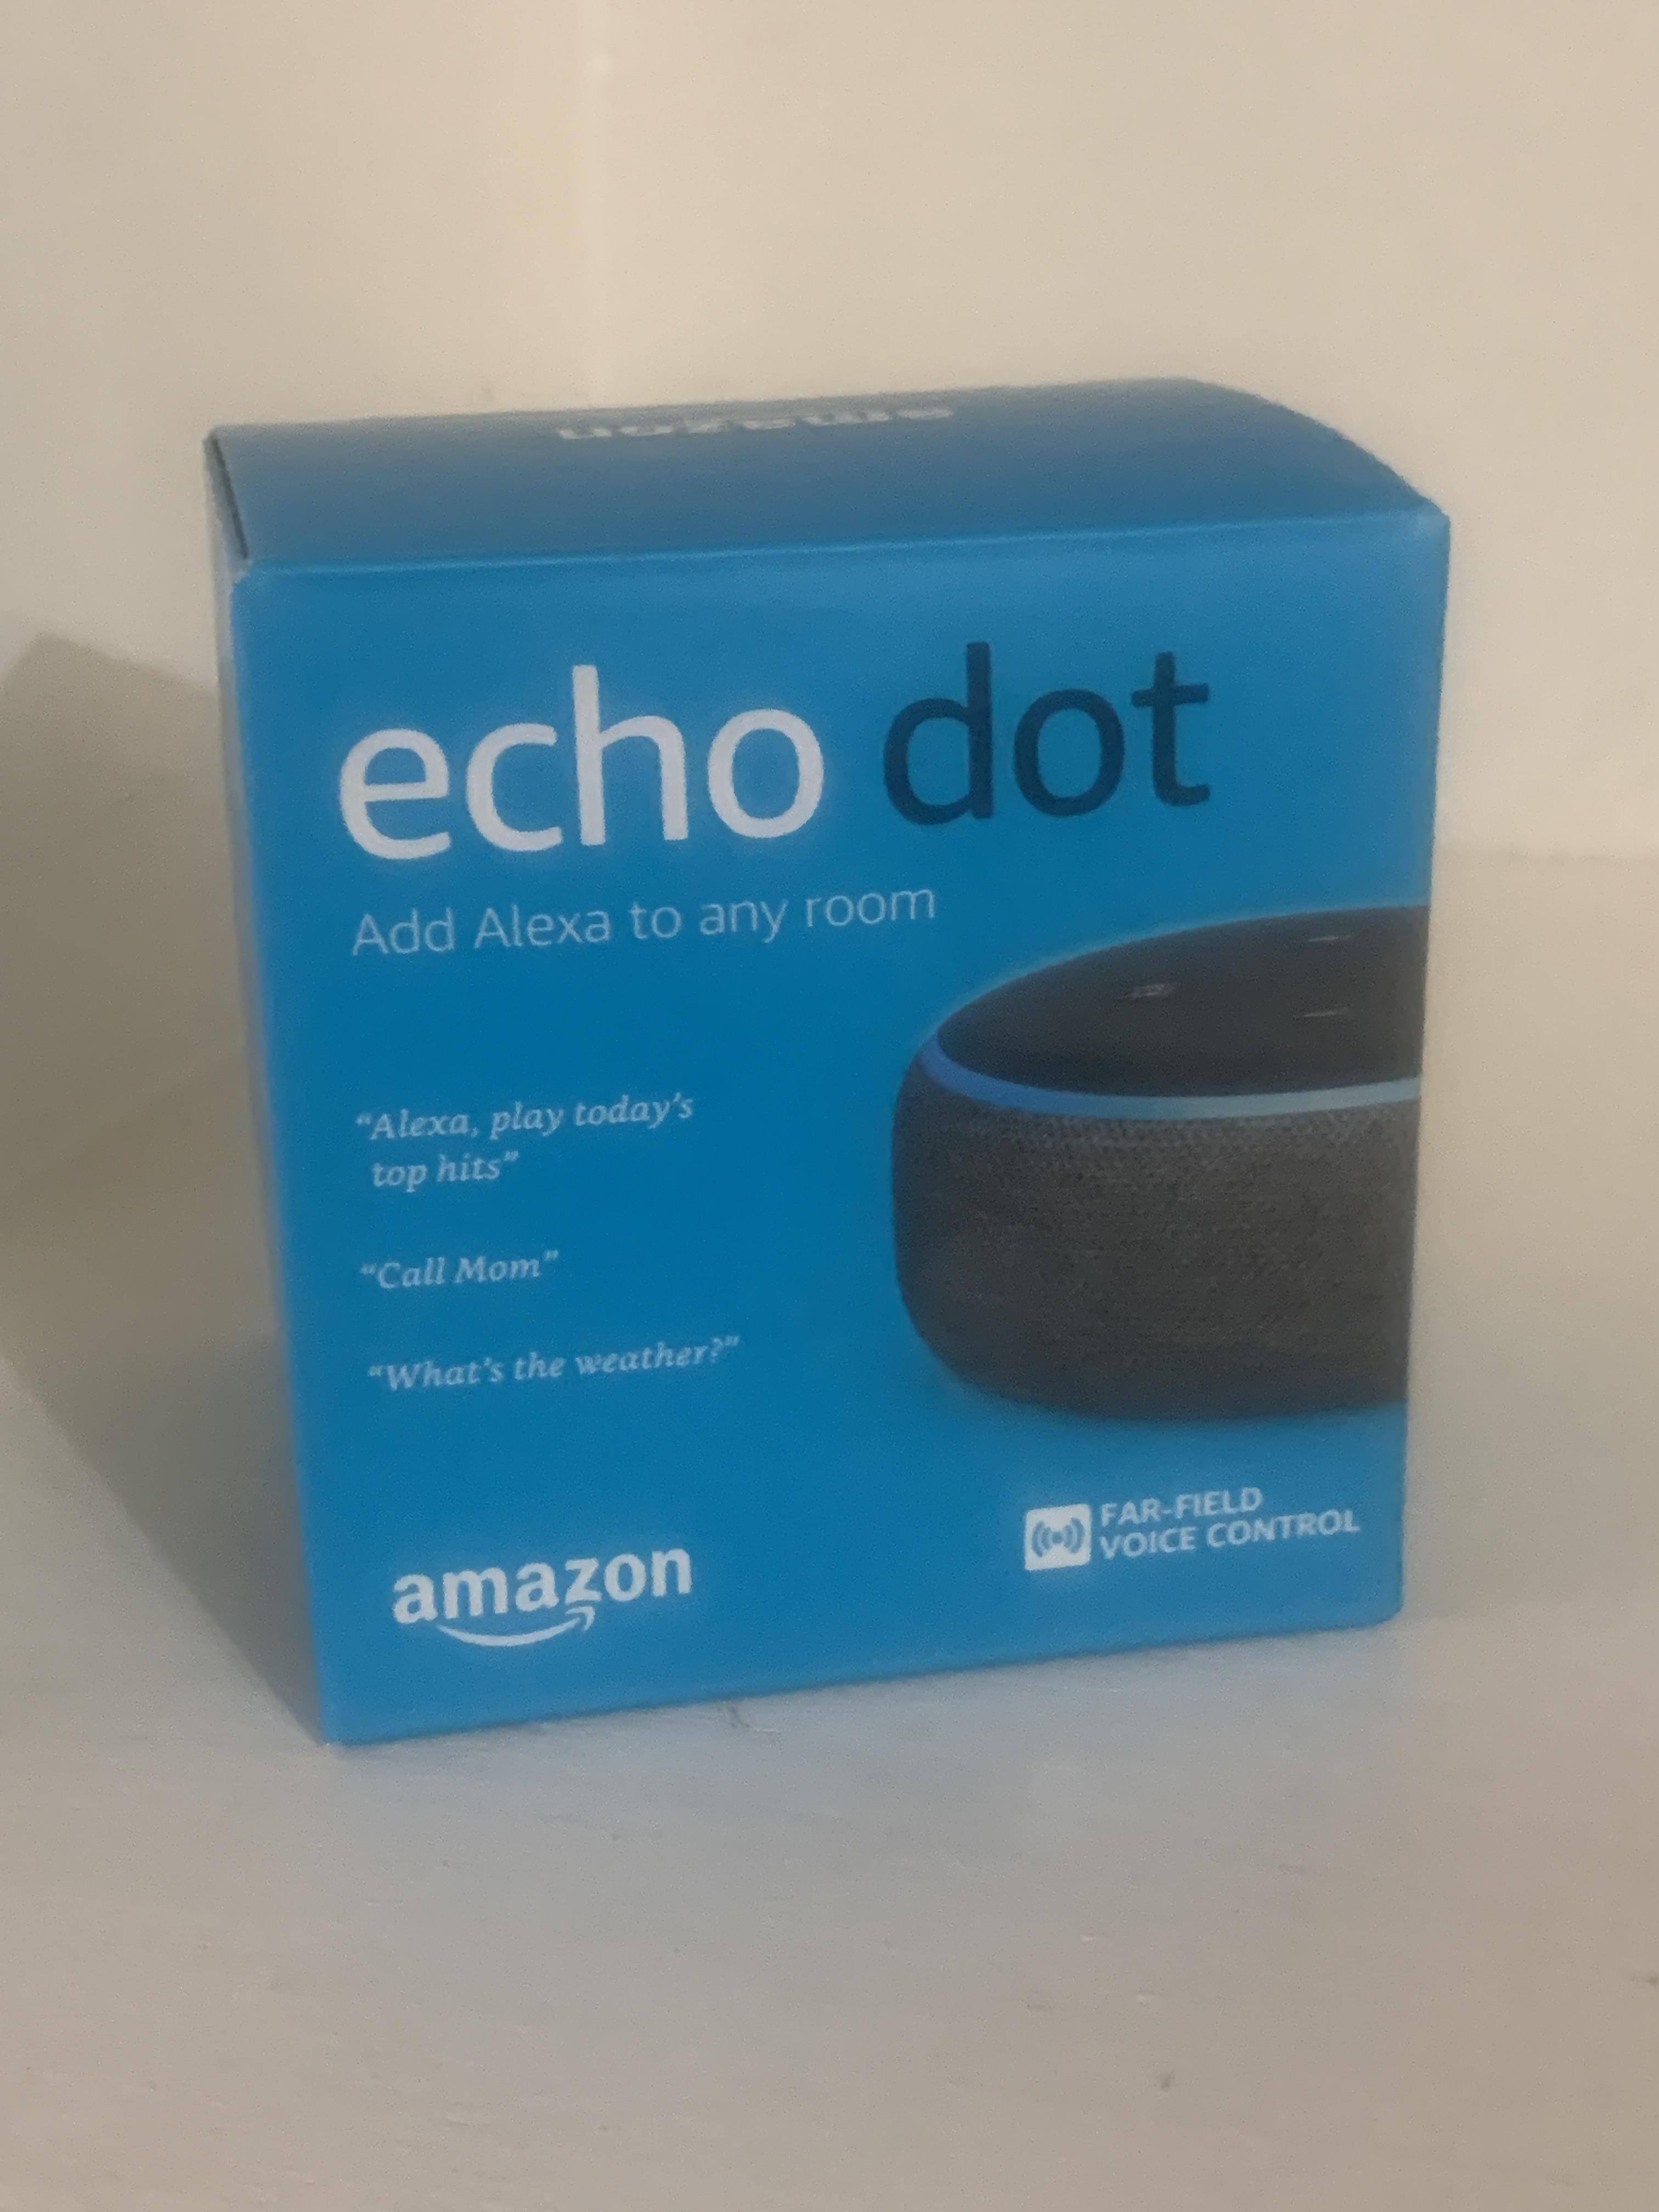 amazon
echo dot
Add Alexa to any room
“Alexa, play today’s
top hits”
“Call Mom”
“What’s the weather?”
FAR-FIELD
VOICE CONTROL
amazon